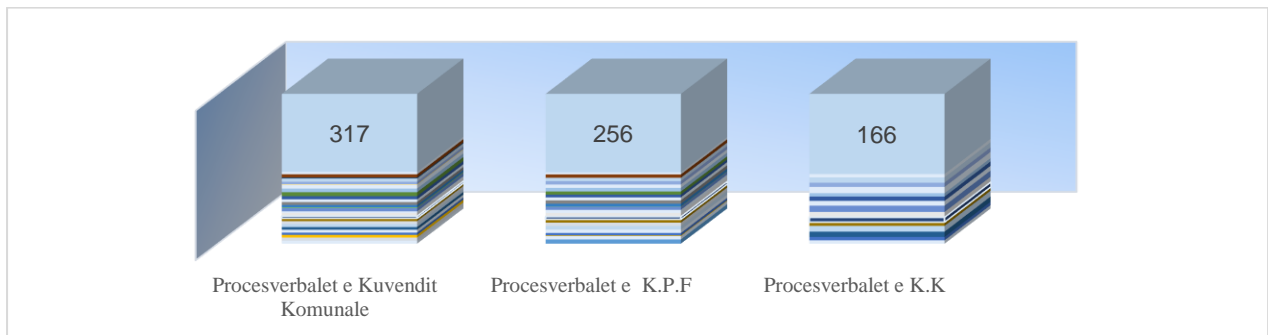 317
256
166
Procesverbalet e Kuvendit
Komunale
Procesverbalet e K.P.F
Procesverbalet e K.K